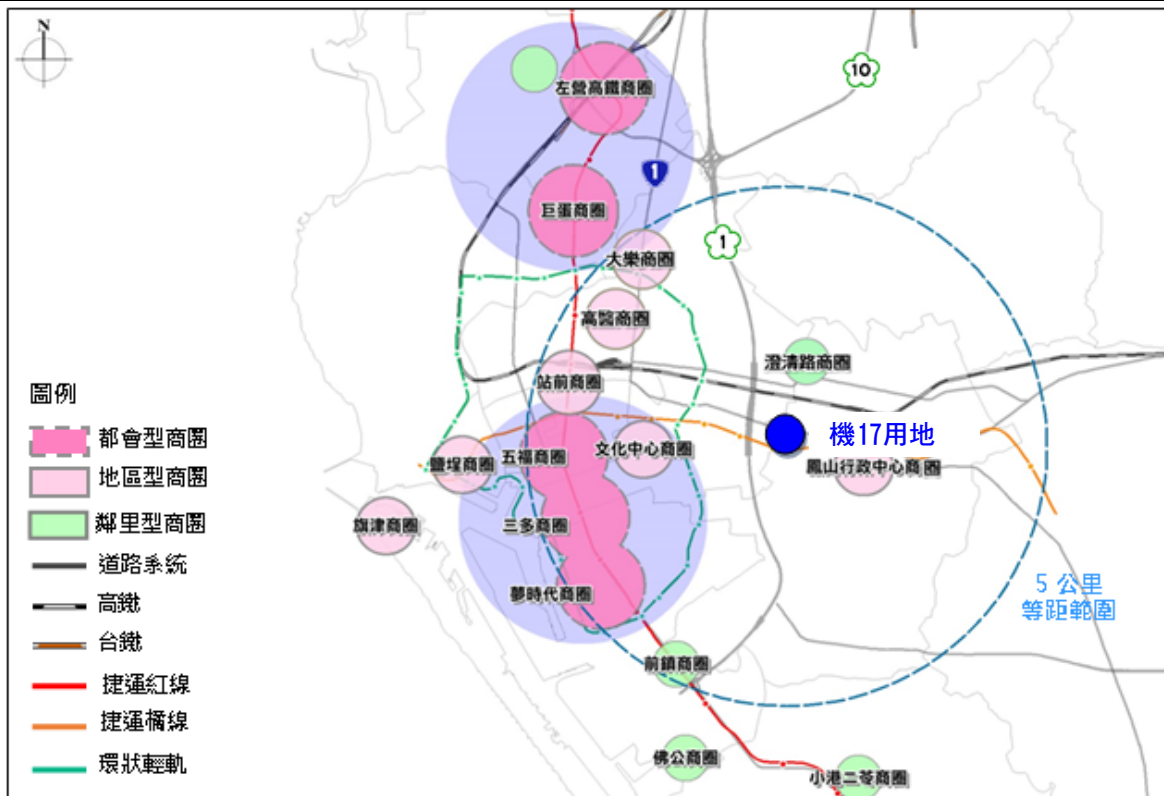 N
左營高鐵商圈
10
1
巨蛋商圈
1
大樂商圈
高醫商圈
站前商圈
澄清路商圈
機17用地
五福商圈
文化中心商圈
鹽埕商圈
鳳山行政中心商圈
三多商圈
旗津商圈
夢時代商圈
5 公里
等距範圍
前鎮商圈
佛公商圈
小港二苓商圈
圖例
都會型商圈
地區型商圈
鄰里型商圈
道路系統
高鐵
台鐵
捷運紅線
捷運橘線
環狀輕軌